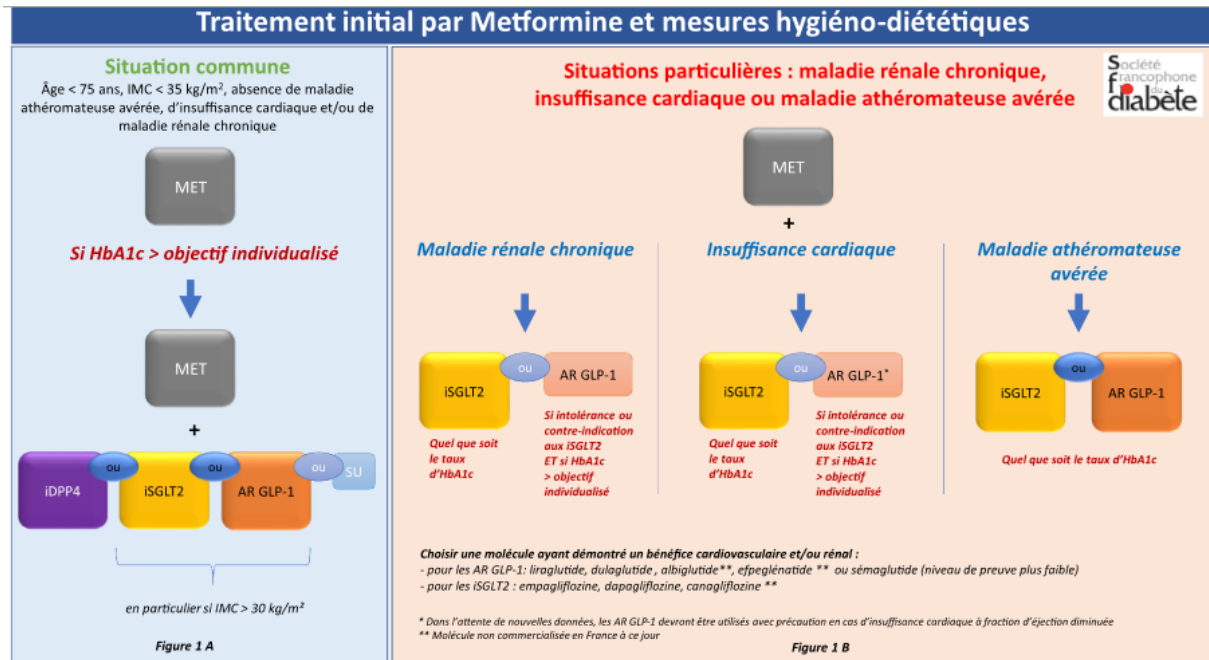 Traitement initial par Metformine et mesures hygiéno-diététiques
Situation commune
Âge < 75 ans, IMC < 35 kg/m², absence de maladie
athéromateuse avérée, d'insuffisance cardiaque et/ou de
maladie rénale chronique
MET
Si HbA1c > objectif individualisé
MET
+
iDPP4
ou
iSGLT2
ou
AR GLP-1
ou
SU
en particulier si IMC > 30 kg/m²
Figure 1 A
Situations particulières : maladie rénale chronique,
insuffisance cardiaque ou maladie athéromateuse avérée
Société
francophone
du
diabète
MET
+
Maladie rénale chronique
iSGLT2
ou
AR GLP-1
Quel que soit
le taux
d'HbA1c
Si intolérance ou
contre-indication
aux iSGLT2
ET si HbA1c
> objectif
individualisé
Insuffisance cardiaque
iSGLT2
ou
AR GLP-1*
Quel que soit
le taux
d'HbA1c
Si intolérance ou
contre-indication
aux iSGLT2
ET si HbA1c
> objectif
individualisé
Maladie athéromateuse
avérée
iSGLT2
ou
AR GLP-1
Quel que soit le taux d'HbA1c
Choisir une molécule ayant démontré un bénéfice cardiovasculaire et/ou rénal :
- pour les AR GLP-1: liraglutide, dulaglutide , albiglutide**, efpeglénatide ** ou sémaglutide (niveau de preuve plus faible)
- pour les iSGLT2 : empagliflozine, dapagliflozine, canagliflozine **
* Dans l'attente de nouvelles données, les AR GLP-1 devront être utilisés avec précaution en cas d'insuffisance cardiaque à fraction d'éjection diminuée
** Molécule non commercialisée en France à ce jour
Figure 1 B